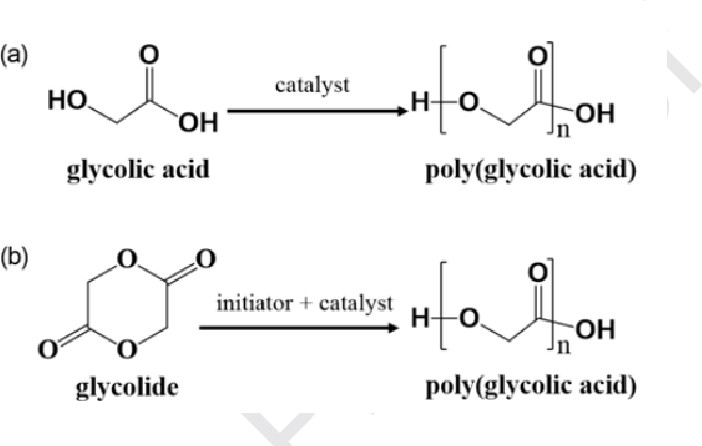 (a)
O
HO
OH
glycolic acid
catalyst
O
H O
OH
n
poly(glycolic acid)
(b)
O O
O O
glycolide
initiator + catalyst
O
H O
OH
n
poly(glycolic acid)